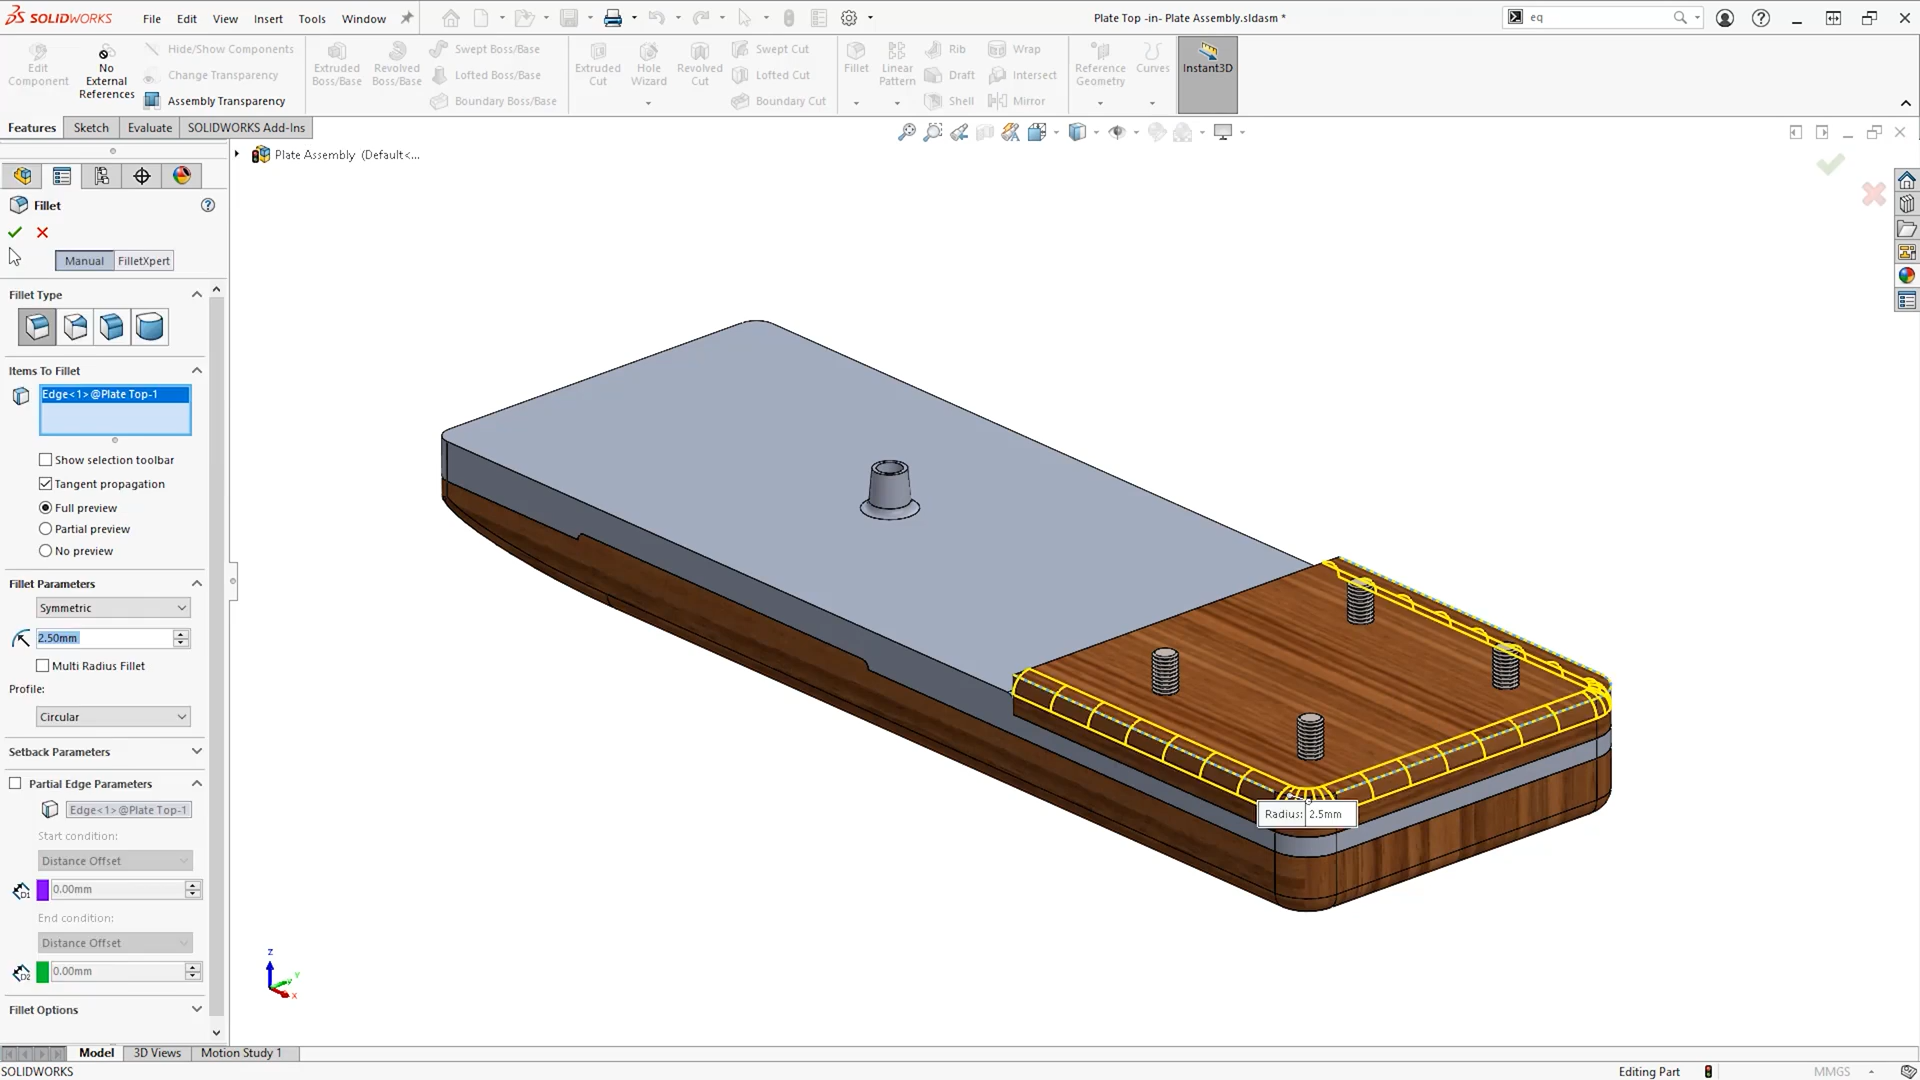 SOLIDWORKS File Edit View Insert Tools Window Plate Top -in- Plate Assembly.sldasm * eq
Edit Component
No External References
Hide/Show Components
Change Transparency
Assembly Transparency
Extruded Boss/Base
Revolved Boss/Base
Swept Boss/Base
Lofted Boss/Base
Boundary Boss/Base
Extruded Cut
Hole Wizard
Revolved Cut
Swept Cut
Lofted Cut
Boundary Cut
Fillet
Linear Pattern
Rib
Draft
Shell
Wrap
Intersect
Mirror
Reference Geometry
Curves
Instant3D
Features Sketch Evaluate SOLIDWORKS Add-Ins
Plate Assembly (Default<...
Fillet
Manual FilletXpert
Fillet Type
Items To Fillet
Edge<1>@Plate Top-1
Show selection toolbar
Tangent propagation
Full preview
Partial preview
No preview
Fillet Parameters
Symmetric
2.50mm
Multi Radius Fillet
Profile:
Circular
Setback Parameters
Partial Edge Parameters
Edge<1>@Plate Top-1
Start condition:
Distance Offset
D1 0.00mm
End condition:
Distance Offset
D2 0.00mm
Fillet Options
Radius: 2.5mm
z
Y
x
Model 3D Views Motion Study 1
SOLIDWORKS Editing Part MMGS